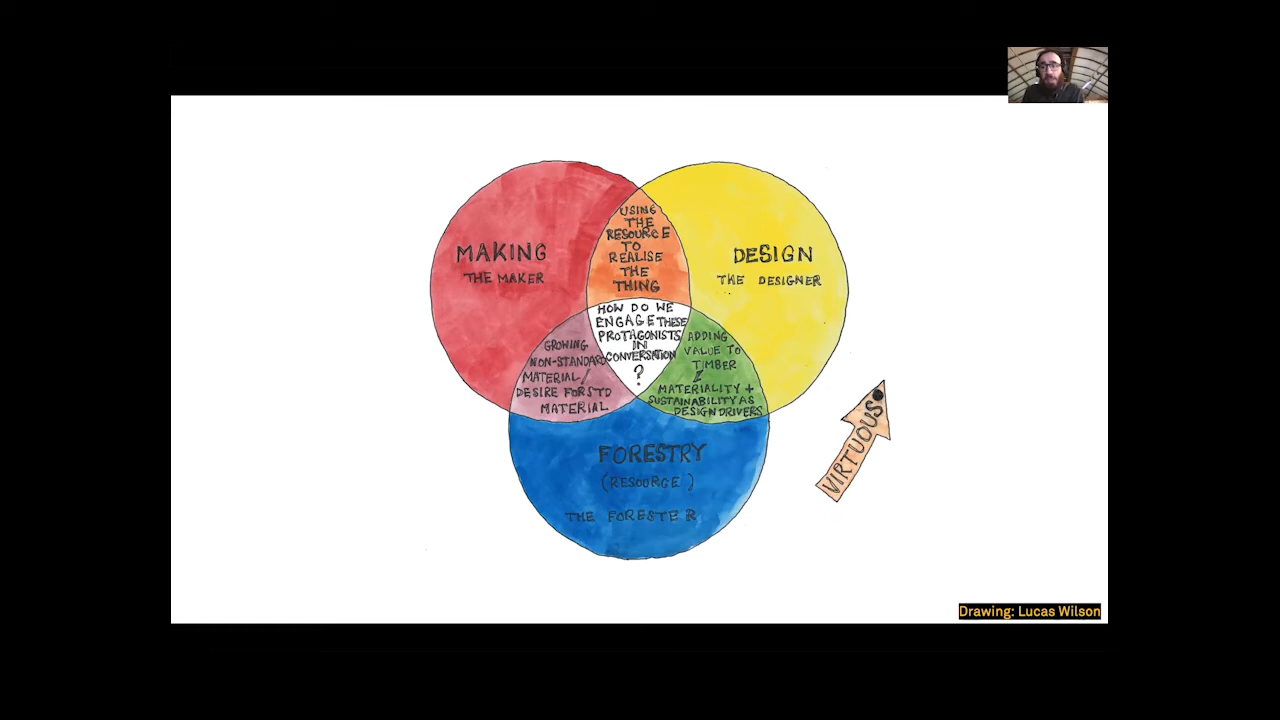 MAKING
THE MAKER
USING
THE
RESOURCE
TO
REALISE
THE
THING
DESIGN
THE DESIGNER
HOW DO WE
ENGAGE THESE
PROTAGONISTS
IN
CONVERSATION
?
GROWING
NON-STANDARD
MATERIAL/
DESIRE FOR STD
MATERIAL
ADDING
VALUE TO
TIMBER
&
MATERIALITY +
SUSTAINABILITY AS
DESIGN DRIVERS
FORESTRY
(RESOURCE)
THE FORESTER
VIRTUOUS
Drawing: Lucas Wilson